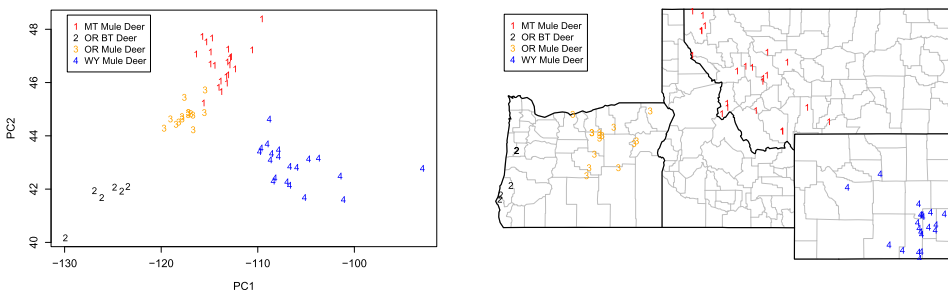 1 MT Mule Deer
2 OR BT Deer
3 OR Mule Deer
4 WY Mule Deer
48
46
44
42
40
PC2
−130
−120
−110
−100
PC1
1 MT Mule Deer
2 OR BT Deer
3 OR Mule Deer
4 WY Mule Deer